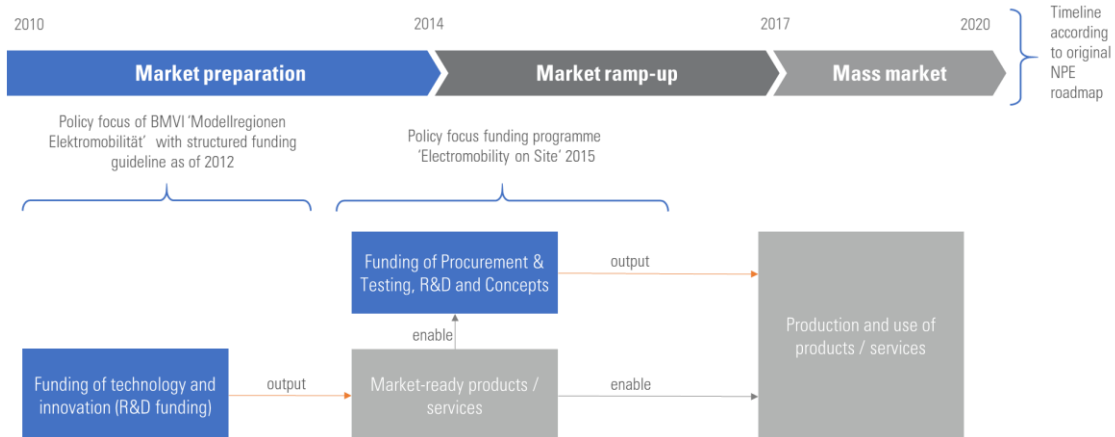 2010
2014
2017
2020
Market preparation
Market ramp-up
Mass market
Timeline
according
to original
NPE
roadmap
Policy focus of BMVI ‘Modellregionen
Elektromobilität‘ with structured funding
guideline as of 2012
Policy focus funding programme
‘Electromobility on Site’ 2015
Funding of Procurement &
Testing, R&D and Concepts
output
enable
Production and use of
products / services
Funding of technology and
innovation (R&D funding)
output
Market-ready products /
services
enable